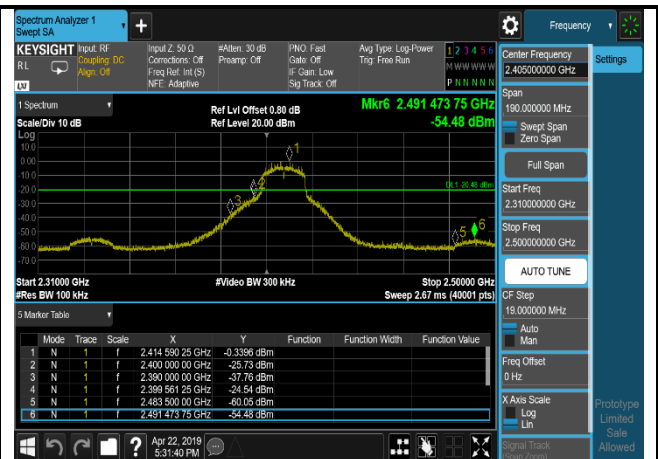 Spectrum Analyzer 1
Swept SA
+
Frequency
KEYSIGHT
RL
LXI
Input: RF
Coupling: DC
Align: Off
Input Z: 50 Ω
Corrections: Off
Freq Ref: Int (S)
NFE: Adaptive
#Atten: 30 dB
Preamp: Off
PNO: Fast
Gate: Off
IF Gain: Low
Sig Track: Off
Avg Type: Log-Power
Trig: Free Run
1 2 3 4 5 6
M W W W W W
P N N N N N
Center Frequency
2.405000000 GHz
Settings
Span
190.000000 MHz
Swept Span
Zero Span
Full Span
Start Freq
2.310000000 GHz
Stop Freq
2.500000000 GHz
AUTO TUNE
CF Step
19.000000 MHz
Auto
Man
Freq Offset
0 Hz
X Axis Scale
Log
Lin
Signal Track
(Span Zoom)
Prototype
Limited
Sale
Allowed
1 Spectrum
Scale/Div 10 dB
Log
Ref Lvl Offset 0.80 dB
Ref Level 20.00 dBm
Mkr6 2.491 473 75 GHz
-54.48 dBm
10.0
0.00
-10.0
-20.0
-30.0
-40.0
-50.0
-60.0
-70.0
1
2
3
5
6
DL1 -20.48 dBm
Start 2.31000 GHz
#Res BW 100 kHz
#Video BW 300 kHz
Stop 2.50000 GHz
Sweep 2.67 ms (40001 pts)
5 Marker Table
Mode Trace Scale X Y Function Function Width Function Value
1 N 1 f 2.414 590 25 GHz -0.3396 dBm
2 N 1 f 2.400 000 00 GHz -25.73 dBm
3 N 1 f 2.390 000 00 GHz -37.76 dBm
4 N 1 f 2.399 561 25 GHz -24.54 dBm
5 N 1 f 2.483 500 00 GHz -60.05 dBm
6 N 1 f 2.491 473 75 GHz -54.48 dBm
?
Apr 22, 2019
5:31:40 PM